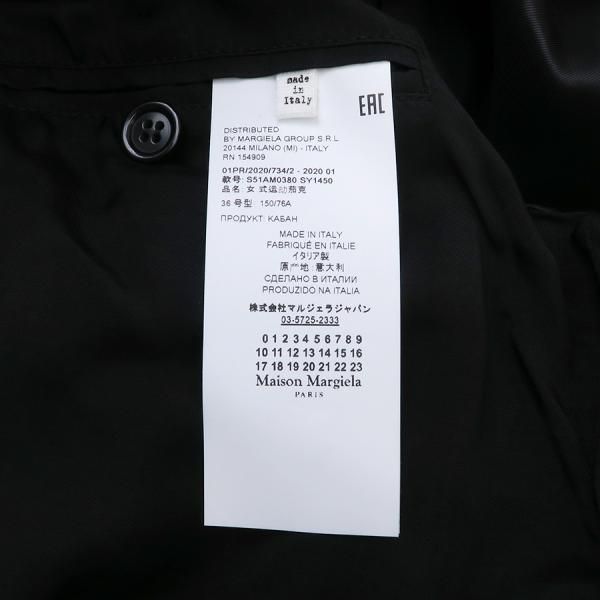 made
in
Italy
EAC
DISTRIBUTED
BY MARGIELA GROUP S.R.L
20144 MILANO (MI) - ITALY
RN 154909
01PR/2020/734/2 - 2020 01
款号: S51AM0380 SY1450
品名: 女式运动茄克
36 号型: 150/76A
ПРОДУКТ: КАБАН
MADE IN ITALY
FABRIQUÉ EN ITALIE
イタリア製
原产地: 意大利
СДЕЛАНО В ИТАЛИИ
PRODUZIDO NA ITALIA
株式会社マルジェラジャパン
03-5725-2333
0 1 2 3 4 5 6 7 8 9
10 11 12 13 14 15 16
17 18 19 20 21 22 23
Maison Margiela
PARIS